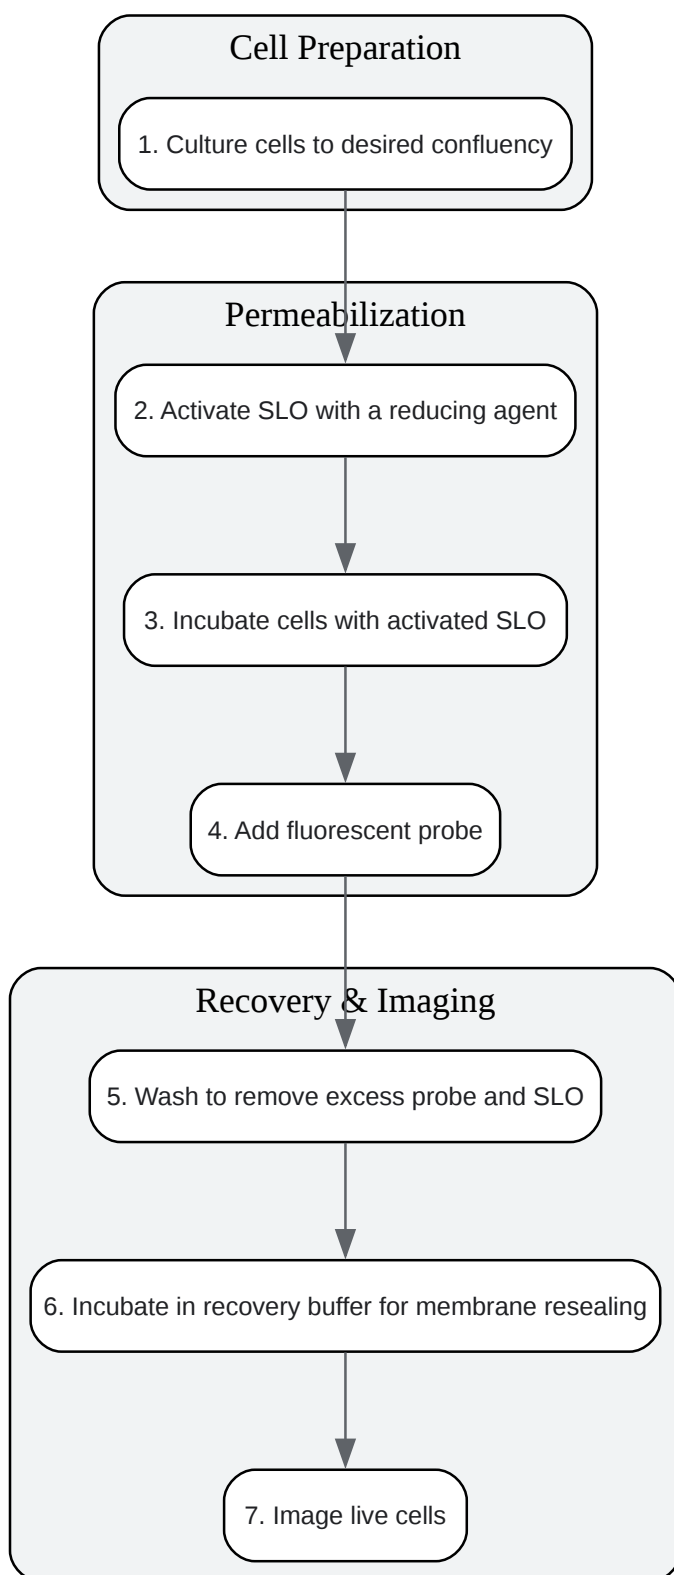 Cell Preparation
1. Culture cells to desired confluency
Permeabilization
2. Activate SLO with a reducing agent
3. Incubate cells with activated SLO
4. Add fluorescent probe
Recovery & Imaging
5. Wash to remove excess probe and SLO
6. Incubate in recovery buffer for membrane resealing
7. Image live cells